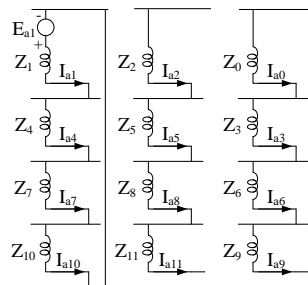 -
E_a1
+
Z_1 I_a1 Z_2 I_a2 Z_0 I_a0
Z_4 I_a4 Z_5 I_a5 Z_3 I_a3
Z_7 I_a7 Z_8 I_a8 Z_6 I_a6
Z_10 I_a10 Z_11 I_a11 Z_9 I_a9